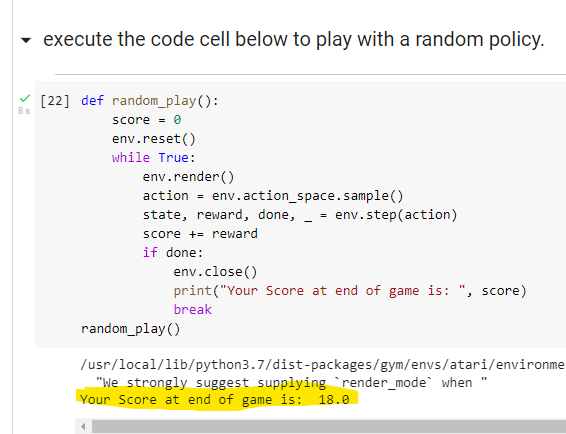 execute the code cell below to play with a random policy.
[22] def random_play():
8s
score = 0
env.reset()
while True:
env.render()
action = env.action_space.sample()
state, reward, done, _ = env.step(action)
score += reward
if done:
env.close()
print("Your Score at end of game is: ", score)
break
random_play()
/usr/local/lib/python3.7/dist-packages/gym/envs/atari/environme
"We strongly suggest supplying `render_mode` when "
Your Score at end of game is:  18.0